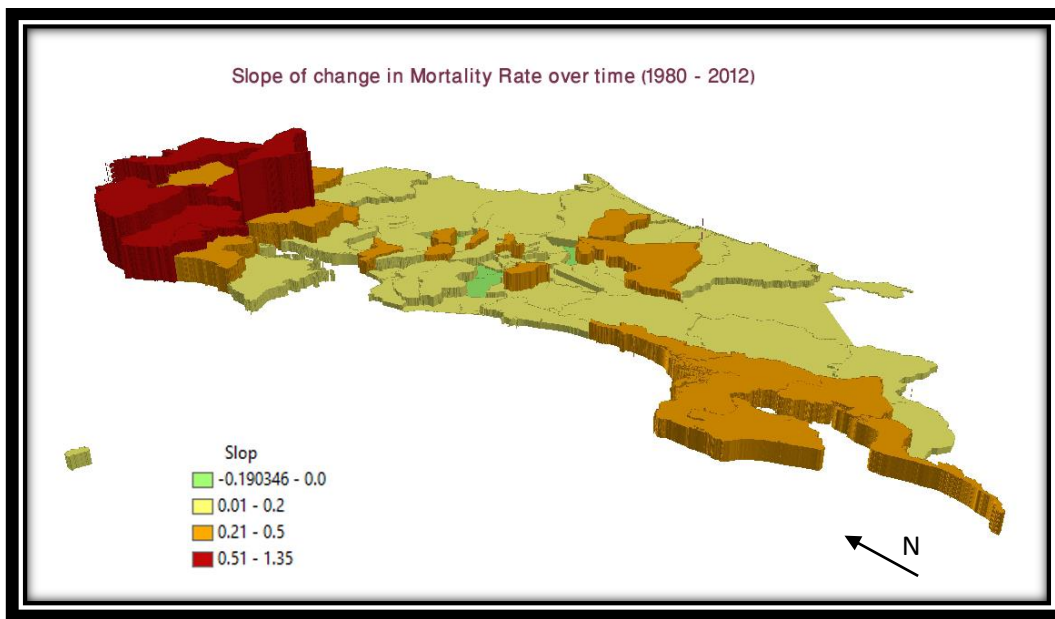 Slope of change in Mortality Rate over time (1980 - 2012)
Slop
-0.190346 - 0.0
0.01 - 0.2
0.21 - 0.5
0.51 - 1.35
N